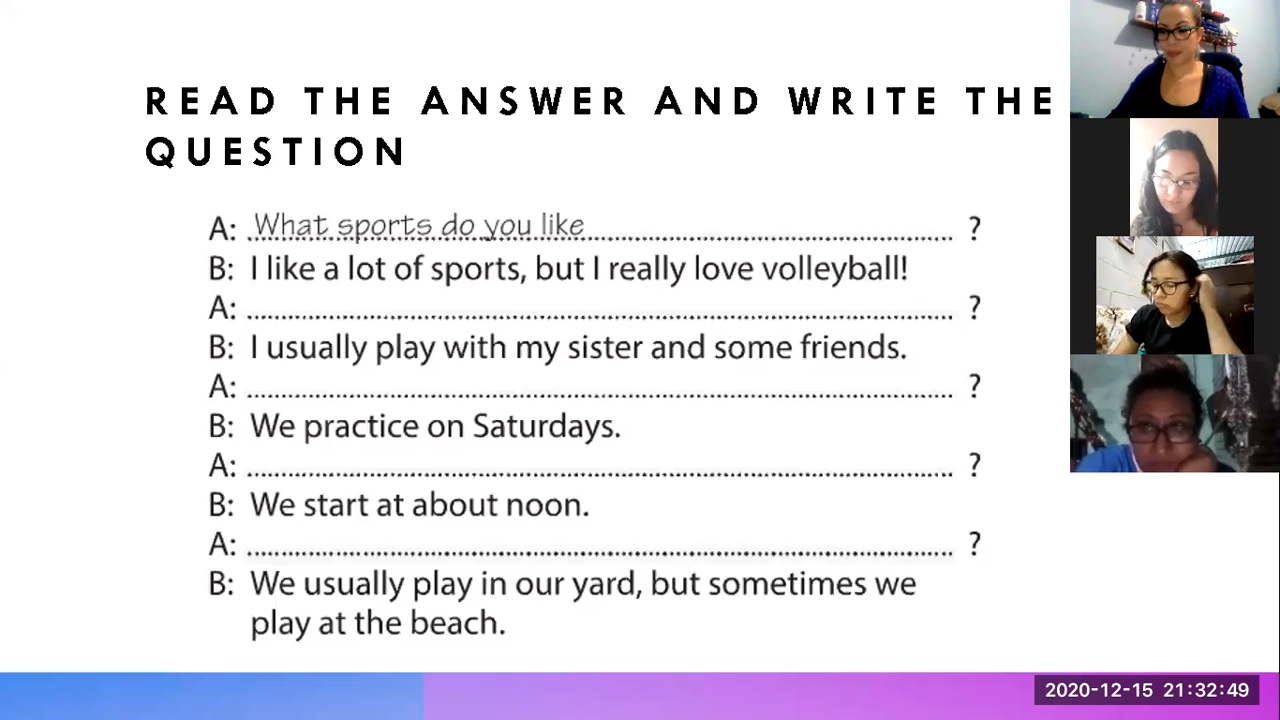 READ THE ANSWER AND WRITE THE
QUESTION
A: What sports do you like ?
B: I like a lot of sports, but I really love volleyball!
A: ?
B: I usually play with my sister and some friends.
A: ?
B: We practice on Saturdays.
A: ?
B: We start at about noon.
A: ?
B: We usually play in our yard, but sometimes we
play at the beach.
2020-12-15 21:32:49